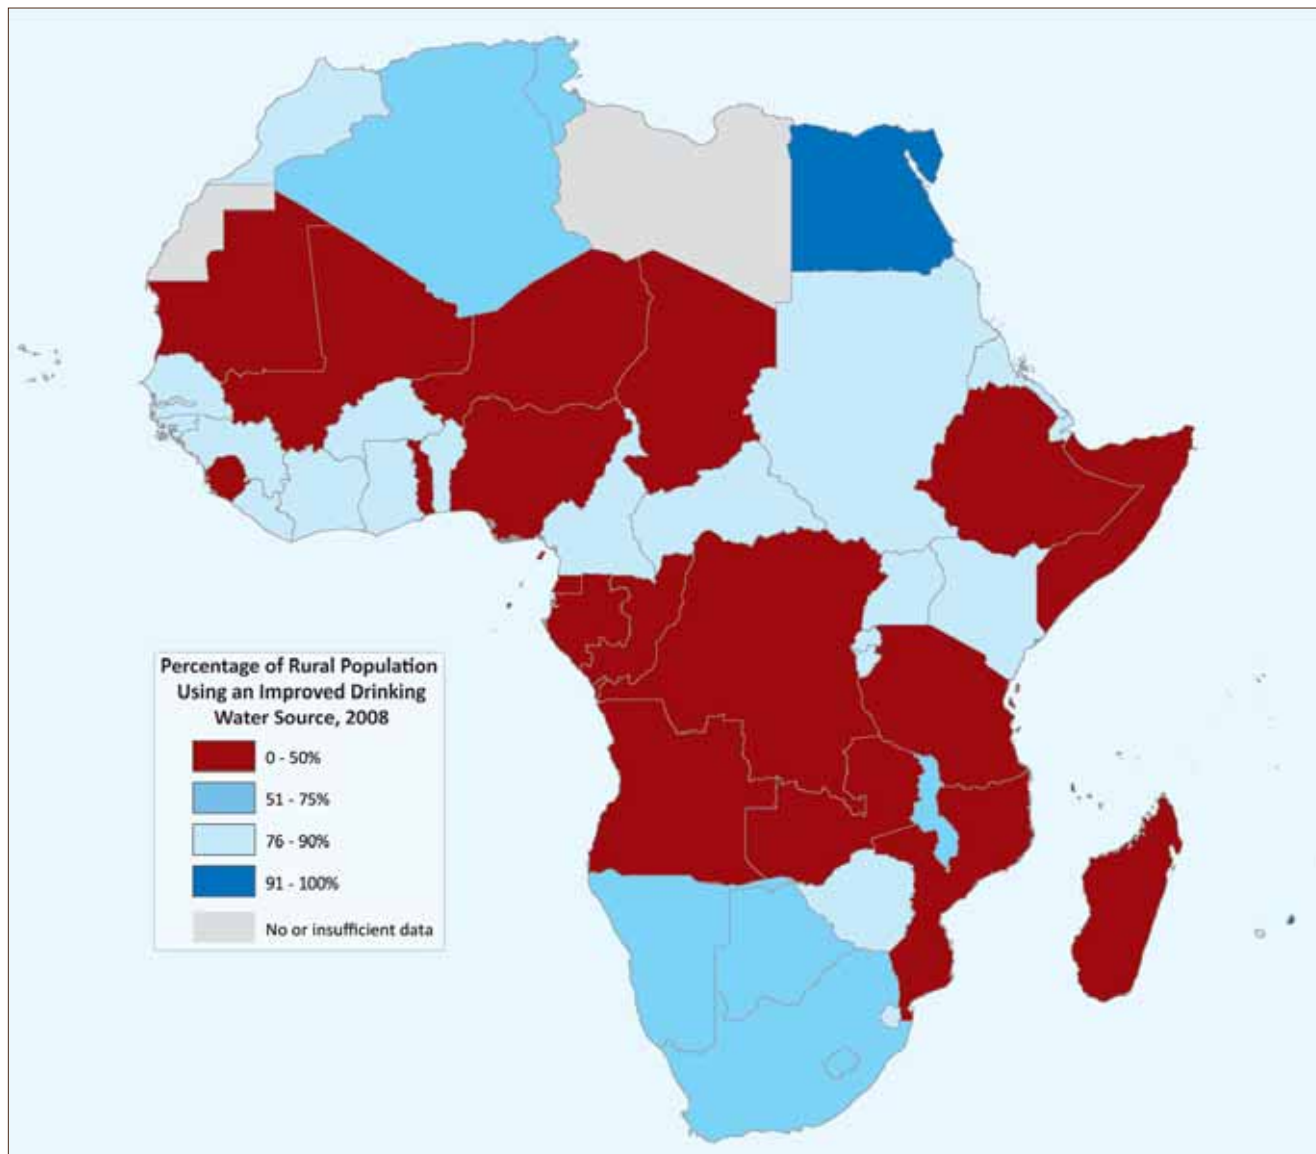 Percentage of Rural Population
Using an Improved Drinking
Water Source, 2008
0 - 50%
51 - 75%
76 - 90%
91 - 100%
No or insufficient data